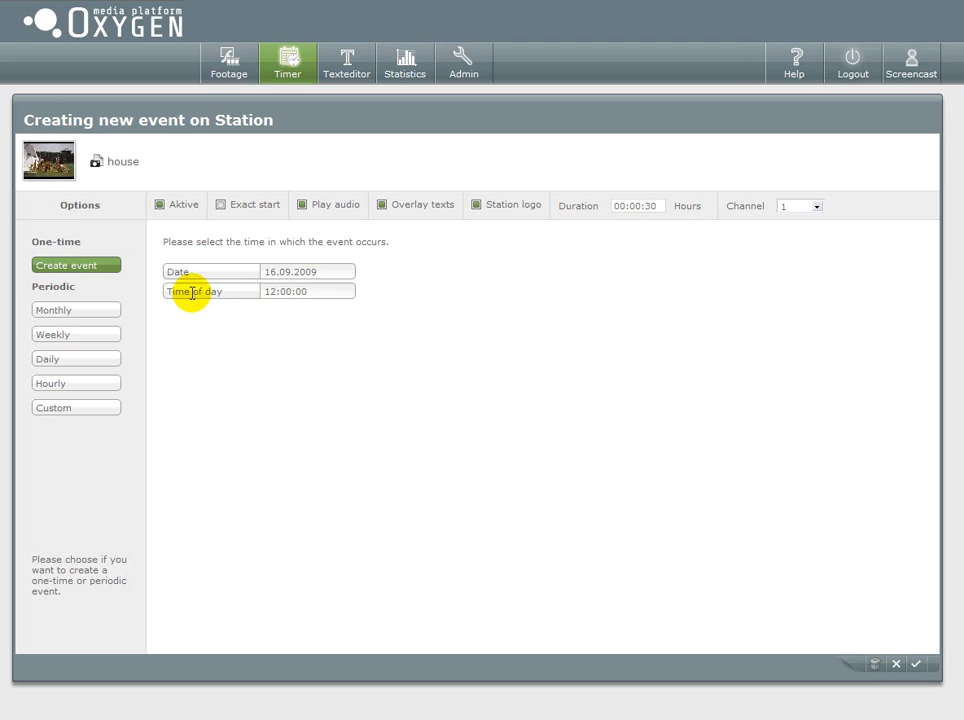 media platform
OXYGEN
Footage
Timer
Texteditor
Statistics
Admin
Help
Logout
Screencast
Creating new event on Station
house
Options
Aktive
Exact start
Play audio
Overlay texts
Station logo
Duration
00:00:30
Hours
Channel
1
One-time
Create event
Periodic
Monthly
Weekly
Daily
Hourly
Custom
Please choose if you
want to create a
one-time or periodic
event.
Please select the time in which the event occurs.
Date 16.09.2009
Time of day 12:00:00